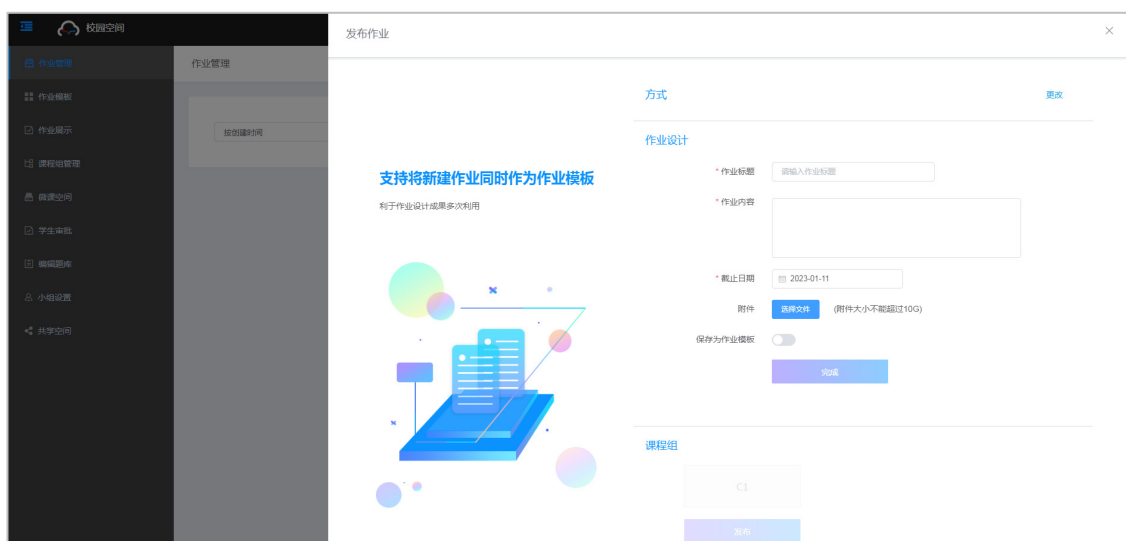 校园空间
作业管理
作业模板
作业展示
课程组管理
微课空间
学生审批
编辑题库
小组设置
共学空间
作业管理
按创建时间
发布作业
支持将新建作业同时作为作业模板
利于作业设计成果多次利用
方式
更改
作业设计
* 作业标题 请输入作业标题
* 作业内容
* 截止日期 2023-01-11
附件 选择文件 (附件大小不能超过10G)
保存为作业模板
完成
课程组
C1
发布